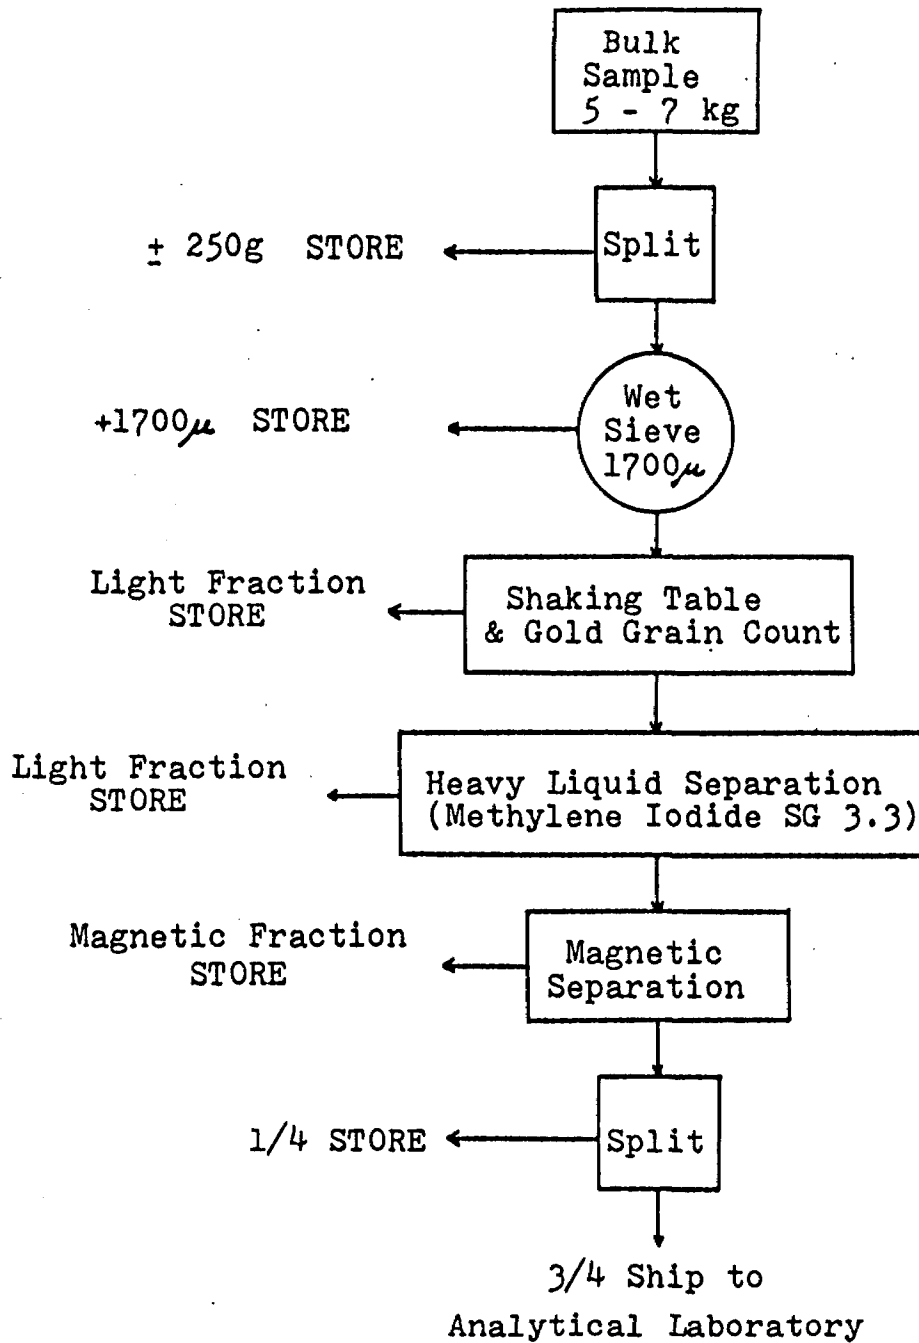 Bulk
Sample
5 - 7 kg
± 250g STORE
Split
+1700μ STORE
Wet
Sieve
1700μ
Light Fraction
STORE
Shaking Table
& Gold Grain Count
Light Fraction
STORE
Heavy Liquid Separation
(Methylene Iodide SG 3.3)
Magnetic Fraction
STORE
Magnetic
Separation
1/4 STORE
Split
3/4 Ship to
Analytical Laboratory